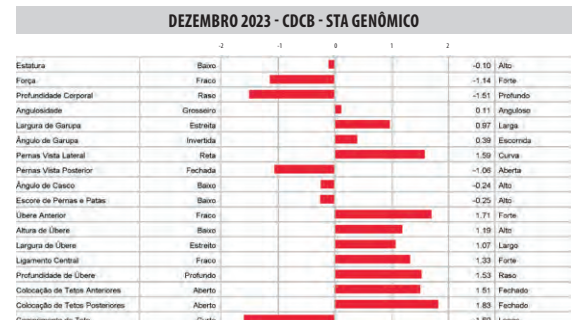 DEZEMBRO 2023 - CDCB - STA GENÔMICO
-2 -1 0 1 2
Estatura Baixo -0.10 Alto
Força Fraco -1.14 Forte
Profundidade Corporal Raso -1.51 Profundo
Angulosidade Grosseiro 0.11 Anguloso
Largura de Garupa Estreita 0.97 Larga
Ângulo de Garupa Invertida 0.39 Escorrida
Pernas Vista Lateral Reta 1.59 Curva
Pernas Vista Posterior Fechada -1.06 Aberta
Ângulo de Casco Baixo -0.24 Alto
Escore de Pernas e Patas Baixo -0.25 Alto
Úbere Anterior Fraco 1.71 Forte
Altura de Úbere Baixo 1.19 Alto
Largura de Úbere Estreito 1.07 Largo
Ligamento Central Fraco 1.33 Forte
Profundidade de Úbere Profundo 1.53 Raso
Colocação de Tetos Anteriores Aberto 1.51 Fechado
Colocação de Tetos Posteriores Aberto 1.83 Fechado